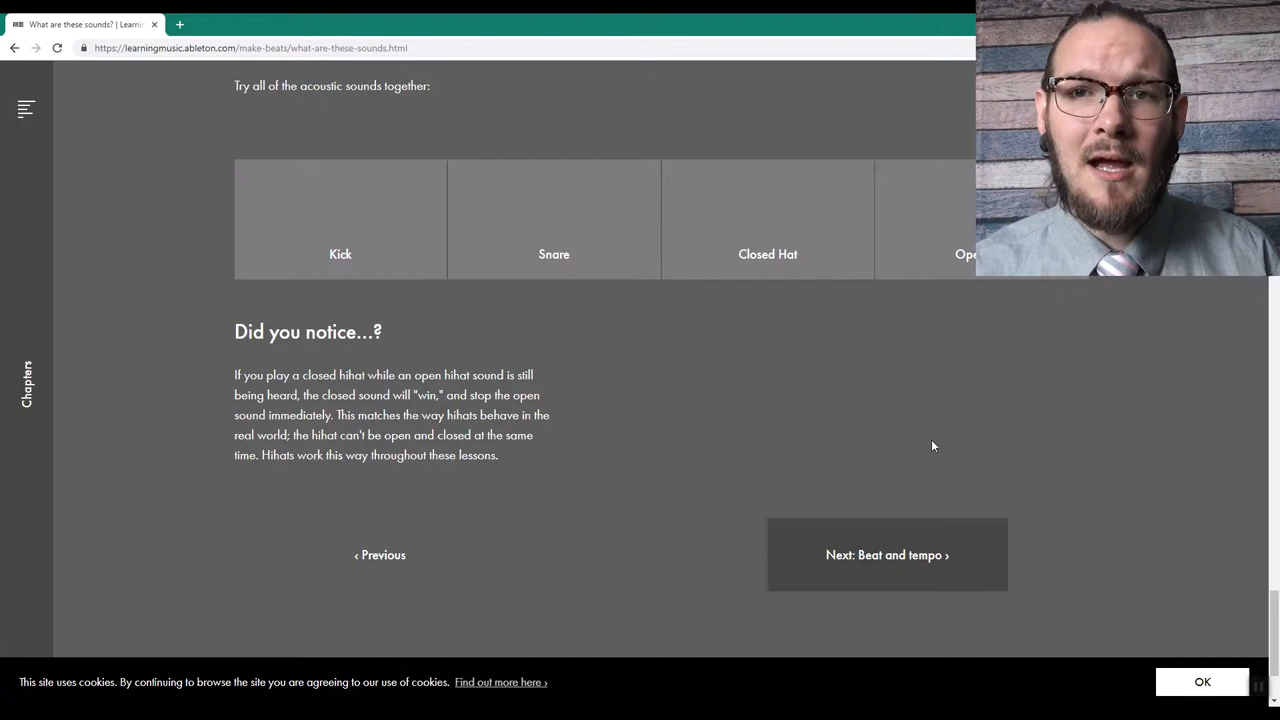 What are these sounds? | Learni
https://learningmusic.ableton.com/make-beats/what-are-these-sounds.html
Try all of the acoustic sounds together:
Kick
Snare
Closed Hat
Ope
Chapters
Did you notice...?
If you play a closed hihat while an open hihat sound is still
being heard, the closed sound will "win," and stop the open
sound immediately. This matches the way hihats behave in the
real world; the hihat can't be open and closed at the same
time. Hihats work this way throughout these lessons.
‹ Previous
Next: Beat and tempo ›
This site uses cookies. By continuing to browse the site you are agreeing to our use of cookies. Find out more here ›
OK